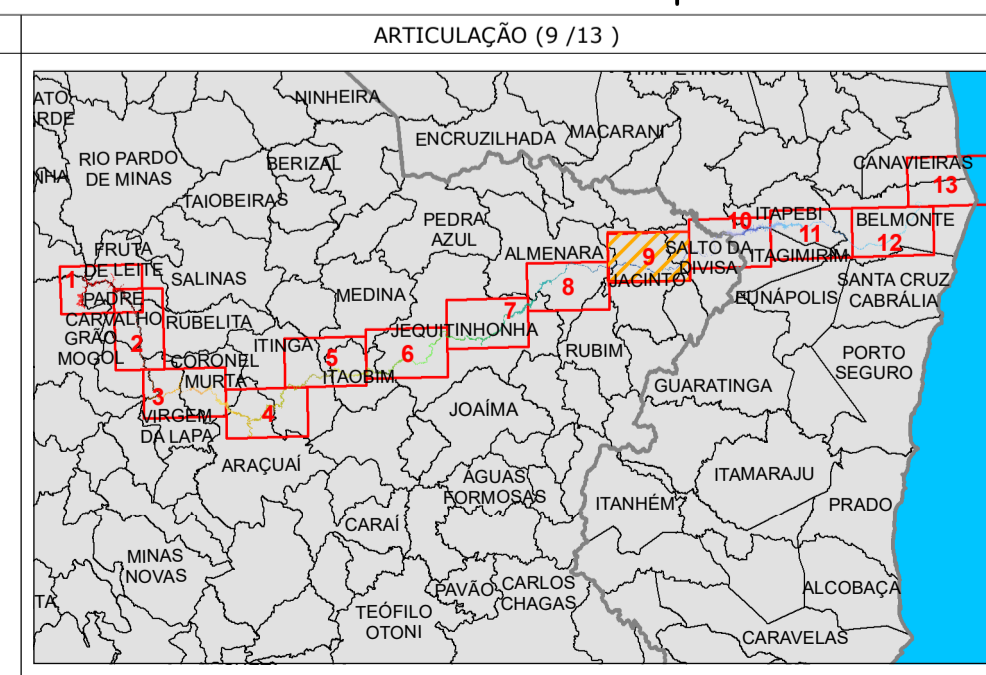 ARTICULAÇÃO (9 /13 )
NINHEIRA
ENCRUZILHADA
MACARANI
RIO PARDO
DE MINAS
BERIZAL
CANAVIEIRAS
13
TAIOBEIRAS
PEDRA
AZUL
10
ITAPEBI
11
BELMONTE
12
FRUTA
DE LEITE
ALMENARA
9
SALTO DA
DIVISA
ITAGIMIRIM
1
SALINAS
8
JACINTO
SANTA CRUZ
CABRÁLIA
PADRE
CARVALHO
MEDINA
7
EUNÁPOLIS
RUBELITA
JEQUITINHONHA
GRÃO
MOGOL
2
ITINGA
5
6
RUBIM
PORTO
SEGURO
CORONEL
MURTA
ITAOBIM
GUARATINGA
3
4
JOAÍMA
VIRGEM
DA LAPA
ARAÇUAÍ
ÁGUAS
FORMOSAS
ITAMARAJU
ITANHÉM
PRADO
CARAÍ
MINAS
NOVAS
PAVÃO
CARLOS
CHAGAS
ALCOBAÇA
TEÓFILO
OTONI
CARAVELAS